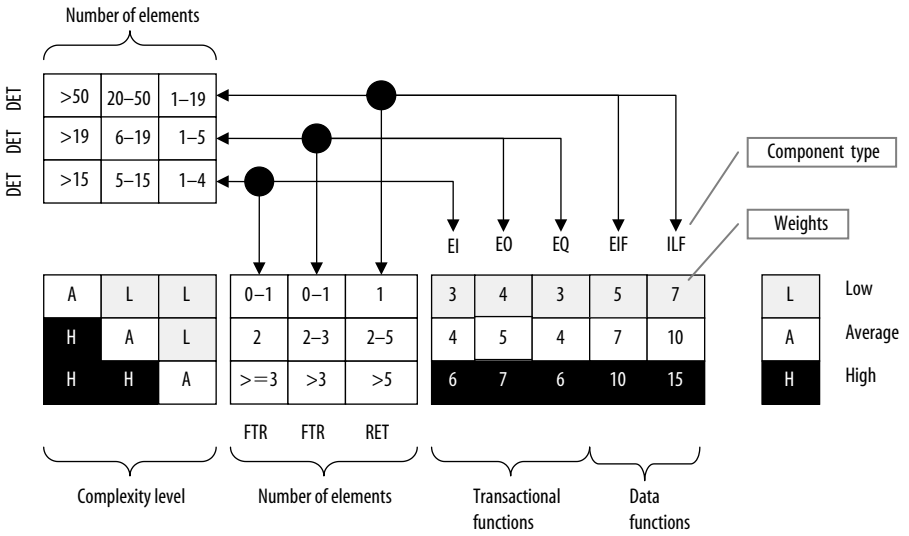 Number of elements
DET >50 20–50 1–19
DET >19 6–19 1–5
DET >15 5–15 1–4
Component type
Weights
EI EO EQ EIF ILF
A L L 0–1 0–1 1 3 4 3 5 7 L Low
H A L 2 2–3 2–5 4 5 4 7 10 A Average
H H A >=3 >3 >5 6 7 6 10 15 H High
FTR FTR RET
Complexity level Number of elements Transactional Data
functions functions